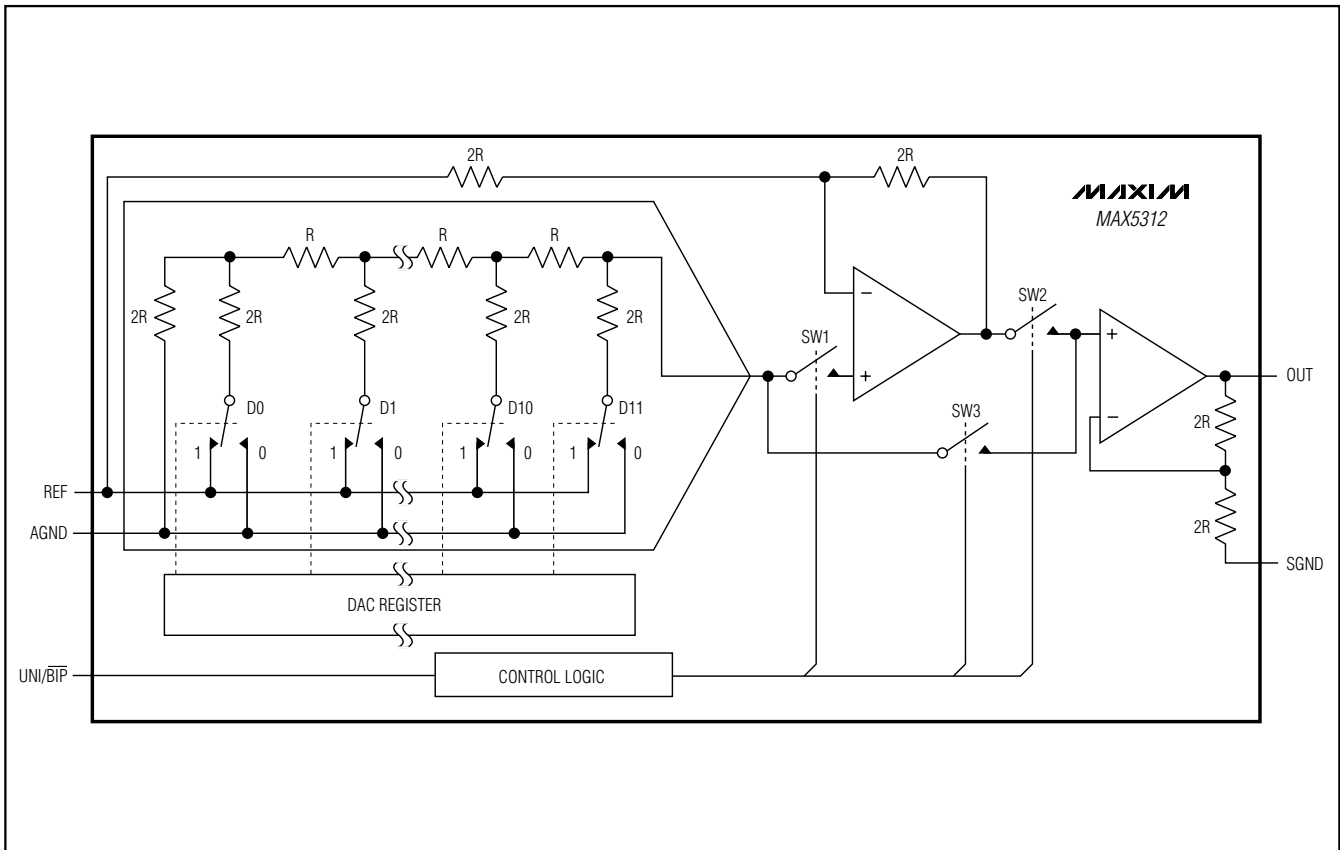 2R
2R
MAXIM
MAX5312
R
R
R
2R
2R
2R
2R
2R
SW2
SW1
−
+
+
−
OUT
D0
D1
D10
D11
SW3
2R
1
0
1
0
1
0
1
0
REF
AGND
2R
SGND
DAC REGISTER
UNI/B̅I̅P̅
CONTROL LOGIC